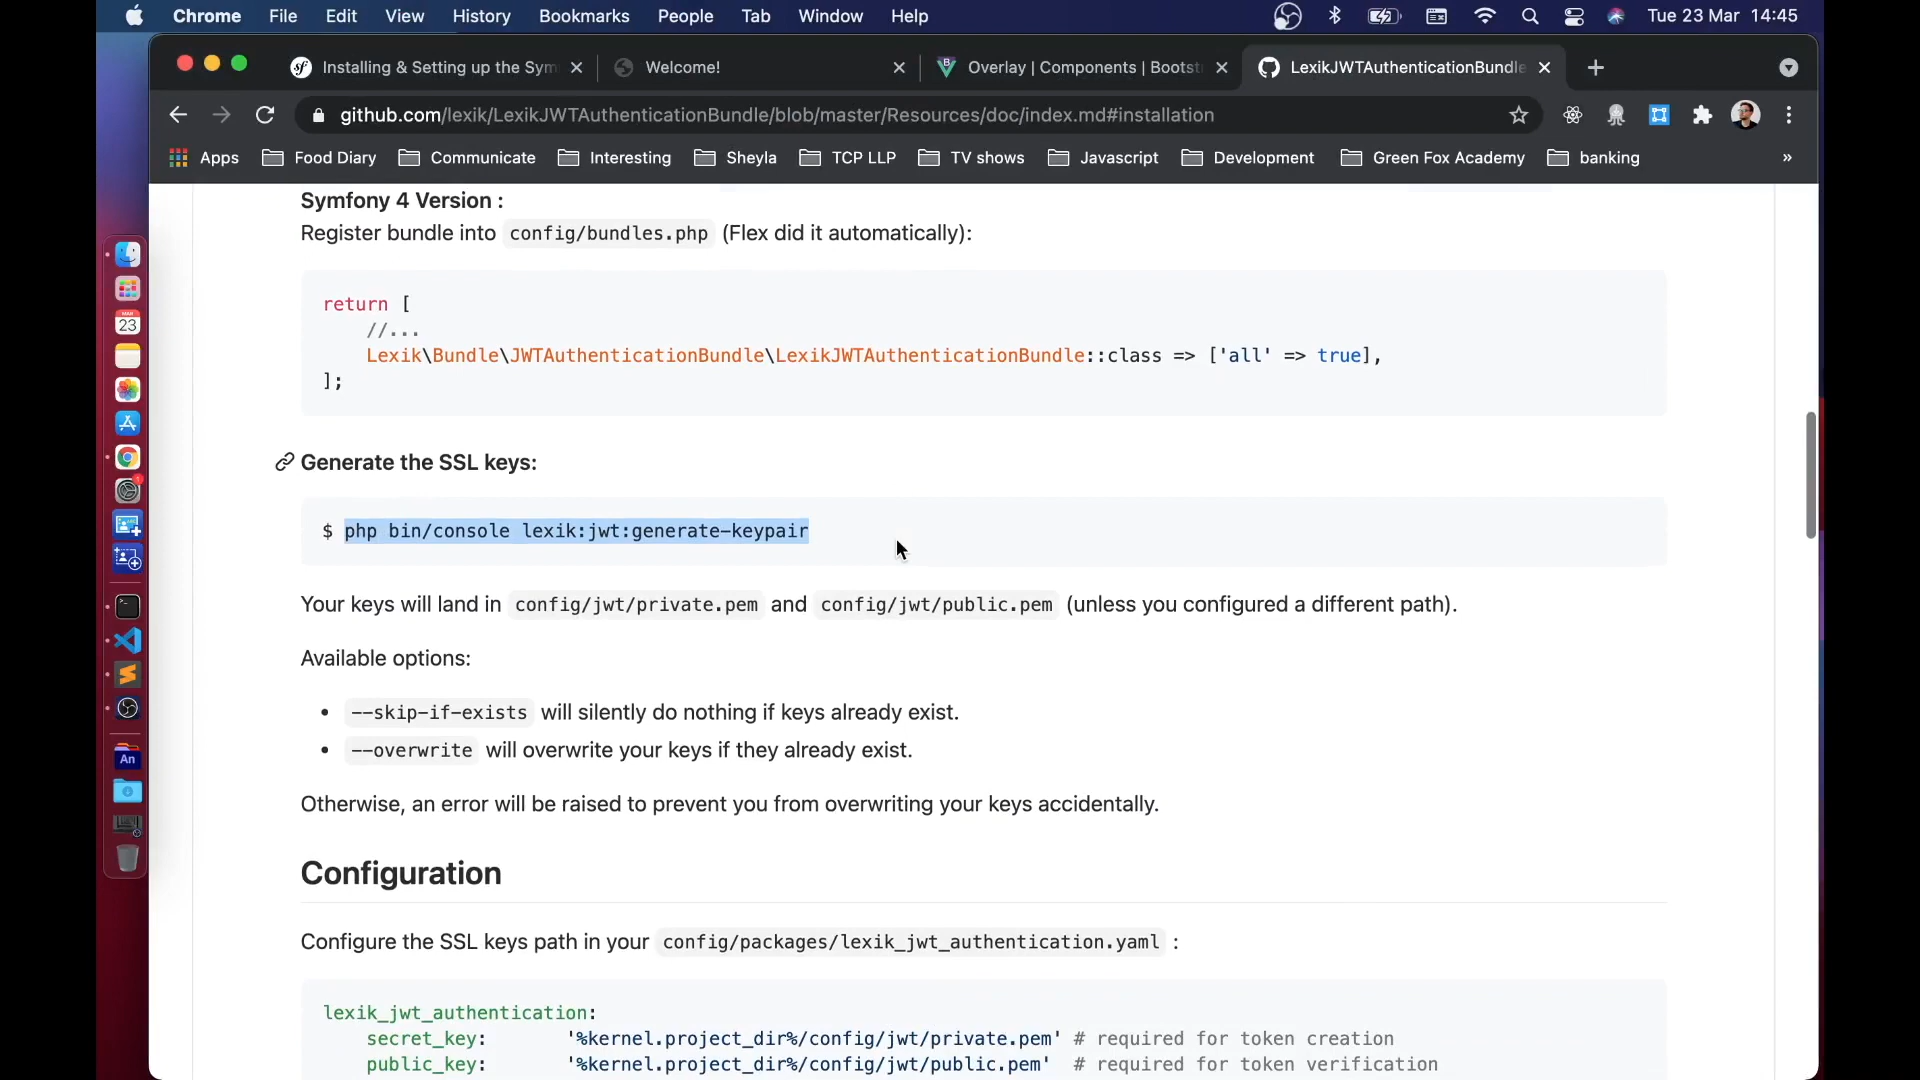 Chrome File Edit View History Bookmarks People Tab Window Help Tue 23 Mar 14:45
Installing & Setting up the Sym
Welcome!
Overlay | Components | Bootst
LexikJWTAuthenticationBundle
github.com/lexik/LexikJWTAuthenticationBundle/blob/master/Resources/doc/index.md#installation
Apps Food Diary Communicate Interesting Sheyla TCP LLP TV shows Javascript Development Green Fox Academy banking »
Symfony 4 Version :
Register bundle into config/bundles.php (Flex did it automatically):
return [
//...
Lexik\Bundle\JWTAuthenticationBundle\LexikJWTAuthenticationBundle::class => ['all' => true],
];
Generate the SSL keys:
$ php bin/console lexik:jwt:generate-keypair
Your keys will land in config/jwt/private.pem and config/jwt/public.pem (unless you configured a different path).
Available options:
• --skip-if-exists will silently do nothing if keys already exist.
• --overwrite will overwrite your keys if they already exist.
Otherwise, an error will be raised to prevent you from overwriting your keys accidentally.
Configuration
Configure the SSL keys path in your config/packages/lexik_jwt_authentication.yaml :
lexik_jwt_authentication:
secret_key: '%kernel.project_dir%/config/jwt/private.pem' # required for token creation
public_key: '%kernel.project_dir%/config/jwt/public.pem' # required for token verification
23
An